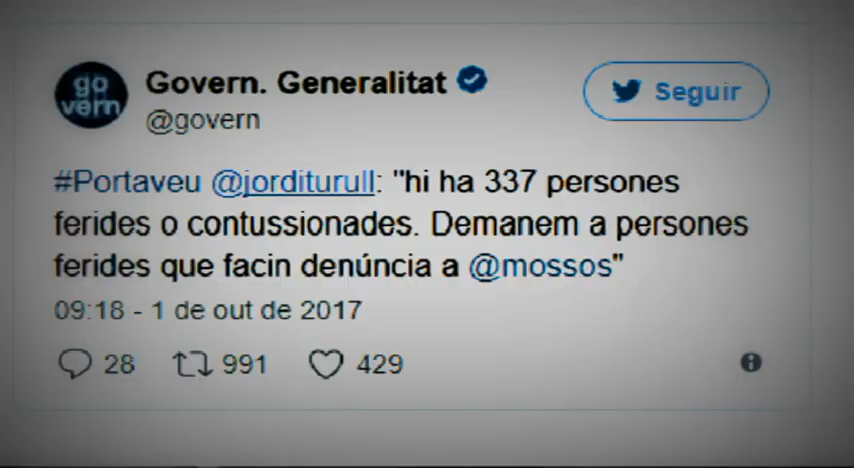 go
vern
Govern. Generalitat
@govern
Seguir
#Portaveu @jorditurull: "hi ha 337 persones
ferides o contussionades. Demanem a persones
ferides que facin denúncia a @mossos"
09:18 - 1 de out de 2017
28 991 429